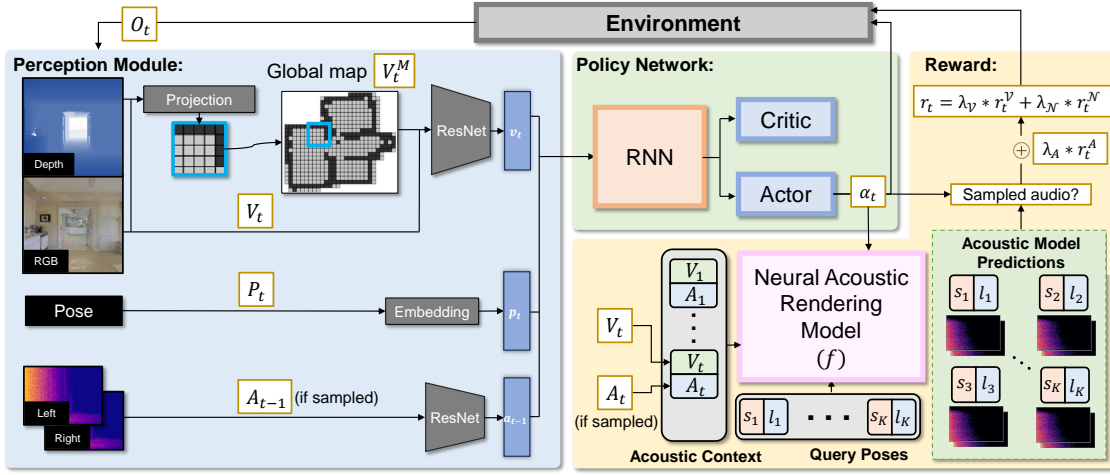 Environment
O_t
Perception Module:
Global map V_t^M
Projection
Depth
ResNet
v_t
V_t
RGB
P_t
Pose
Embedding
p_t
A_{t-1} (if sampled)
Left
Right
ResNet
a_{t-1}
Policy Network:
RNN
Critic
Actor
α_t
Reward:
r_t = λ_𝒱 * r_t^𝒱 + λ_𝒩 * r_t^𝒩
⊕ λ_A * r_t^A
Sampled audio?
Acoustic Model
Predictions
s_1 l_1
s_2 l_2
s_3 l_3
s_K l_K
V_1
A_1
V_t
V_t
A_t
A_t
(if sampled)
Acoustic Context
Neural Acoustic
Rendering
Model
(f)
s_1 l_1 ... s_K l_K
Query Poses